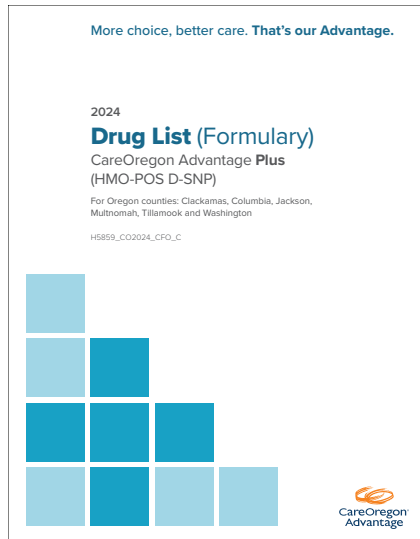 More choice, better care. That's our Advantage.
2024
Drug List (Formulary)
CareOregon Advantage Plus
(HMO-POS D-SNP)
For Oregon counties: Clackamas, Columbia, Jackson,
Multnomah, Tillamook and Washington
H5859_CO2024_CFO_C
CareOregon®
Advantage